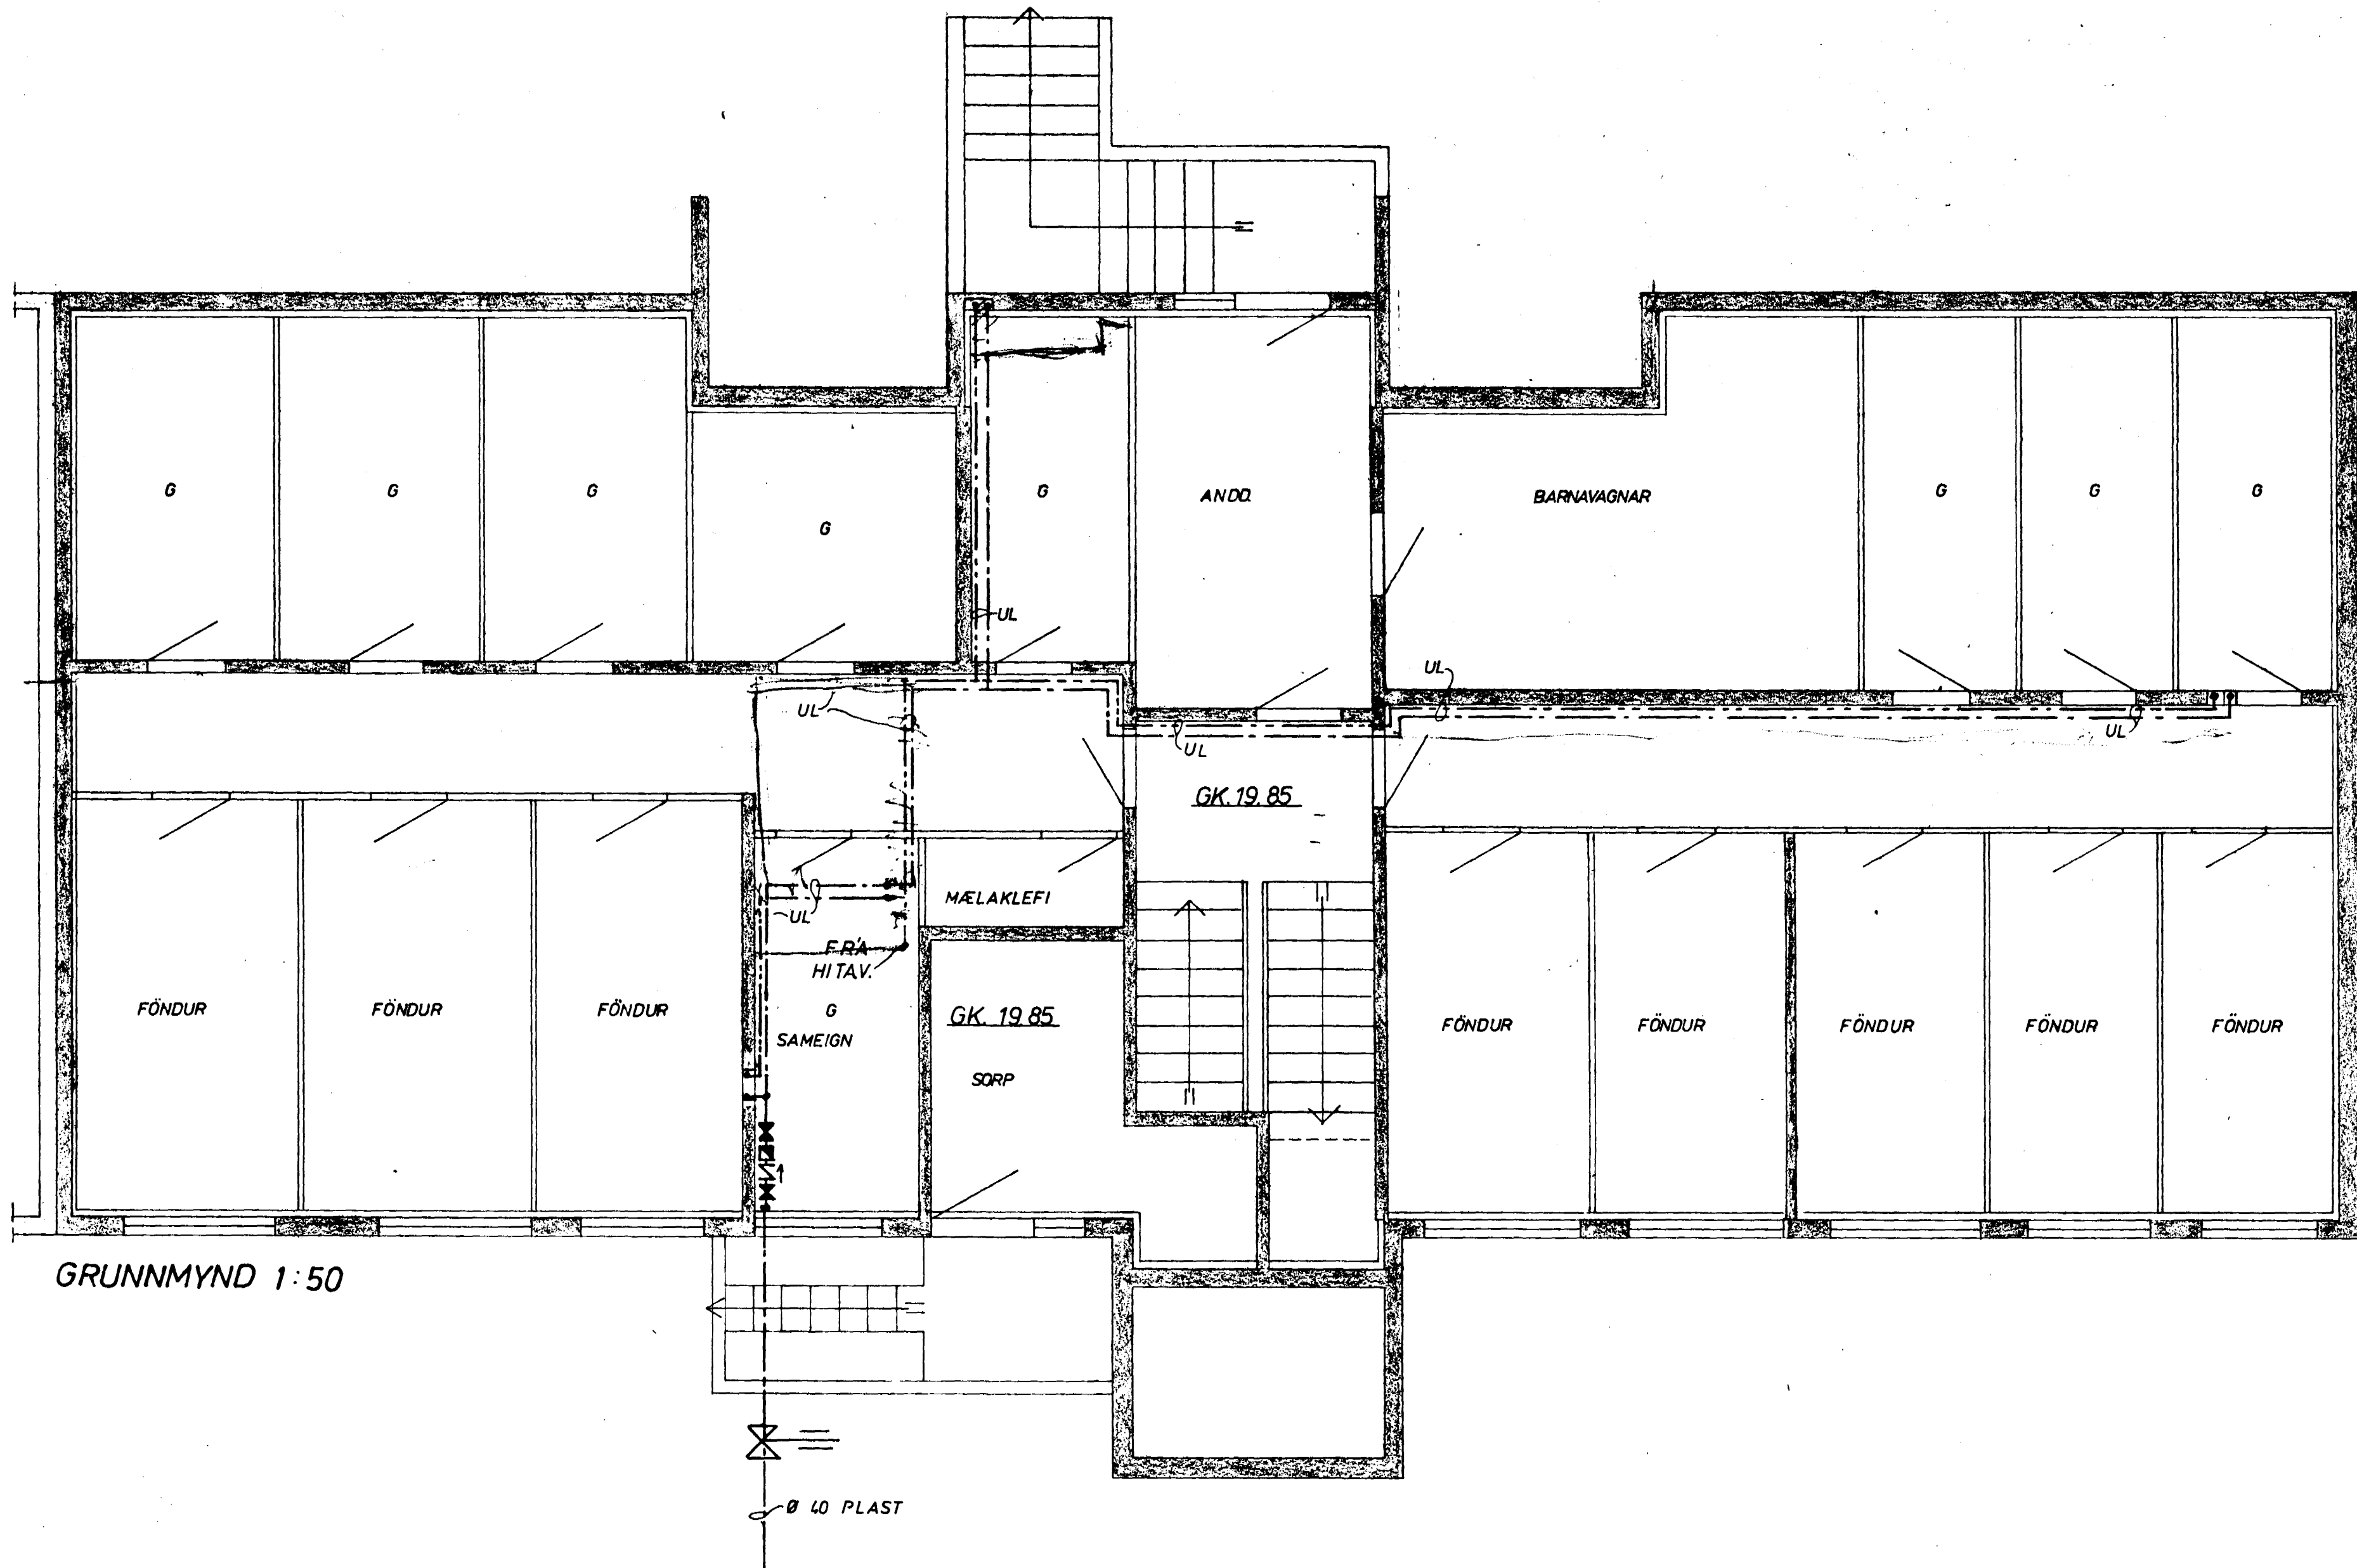 G
G
G
G
G
ANDD.
BARNAVAGNAR
G
G
G
UL
UL
UL
UL
UL
GK. 19.85
MÆLAKLEFI
UL
FRÁ
HITAV.
FÖNDUR
FÖNDUR
FÖNDUR
G
SAMEIGN
GK. 19.85
SORP
FÖNDUR
FÖNDUR
FÖNDUR
FÖNDUR
FÖNDUR
GRUNNMYND 1:50
Ø 40 PLAST